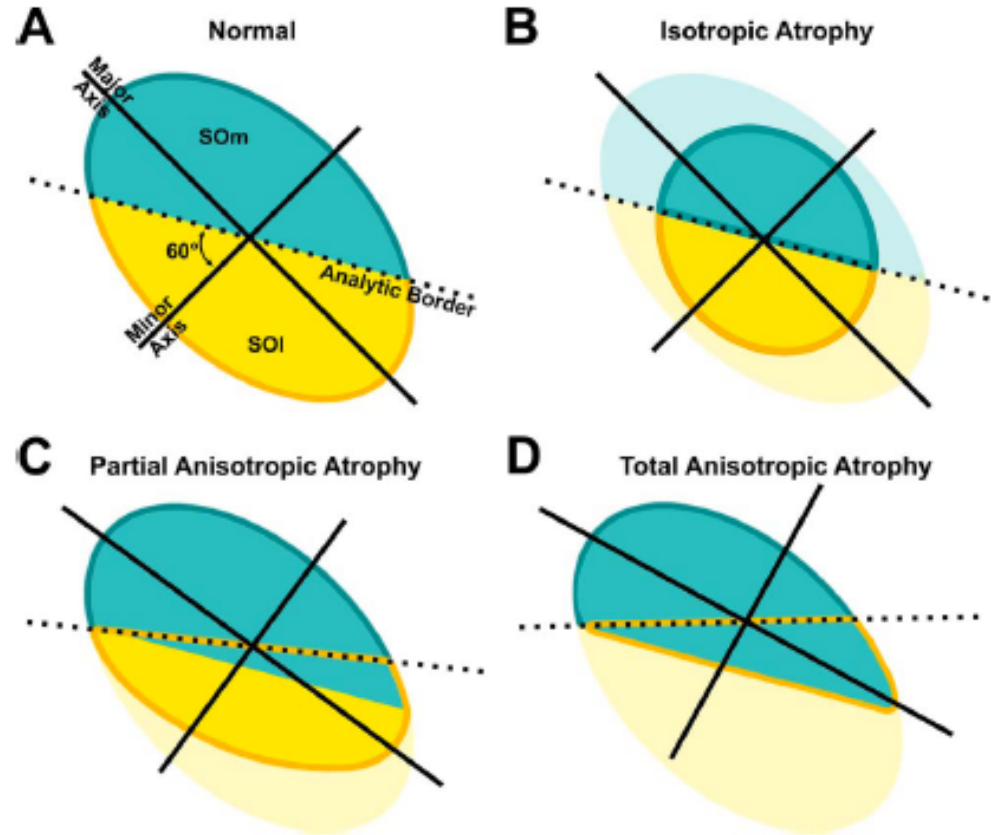 A
Normal
Major
Axis
SOm
60°
Analytic Border
Minor
Axis
SOl
B
Isotropic Atrophy
C
Partial Anisotropic Atrophy
D
Total Anisotropic Atrophy